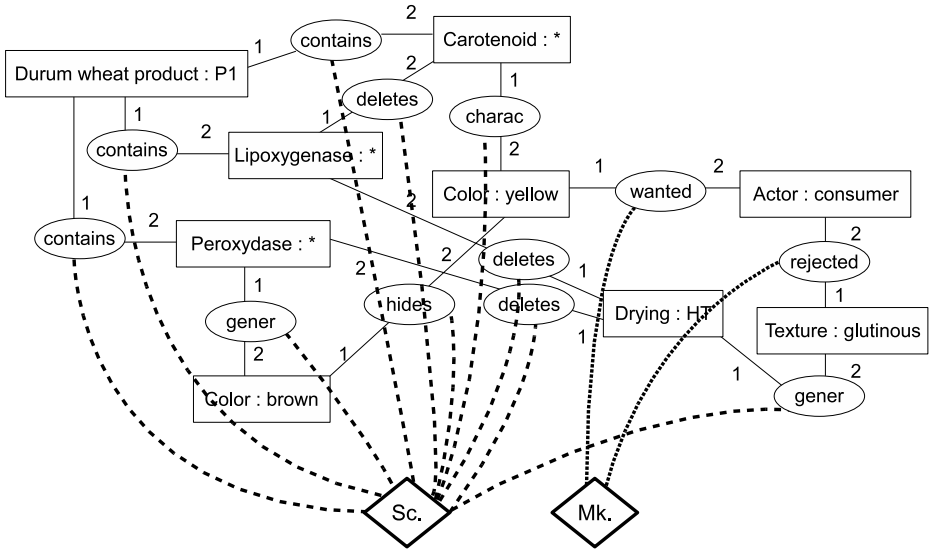 2
contains
1
Carotenoid : *
2
Durum wheat product : P1
1
deletes
1
1
charac
2
contains
2
Lipoxygenase : *
1
2
Color : yellow
wanted
Actor : consumer
2
1
contains
2
Peroxydase : *
2
deletes
2
rejected
1
2
1
hides
deletes
Drying : HT
1
gener
1
Texture : glutinous
2
1
1
2
gener
Color : brown
Sc.
Mk.